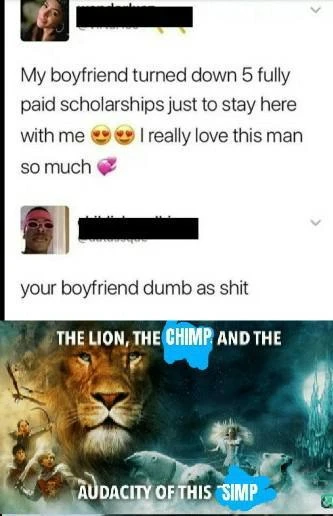 My boyfriend turned down 5 fully
paid scholarships just to stay here
with me 😍😍 I really love this man
so much 💞
your boyfriend dumb as shit
THE LION, THE CHIMP AND THE
AUDACITY OF THIS SIMP